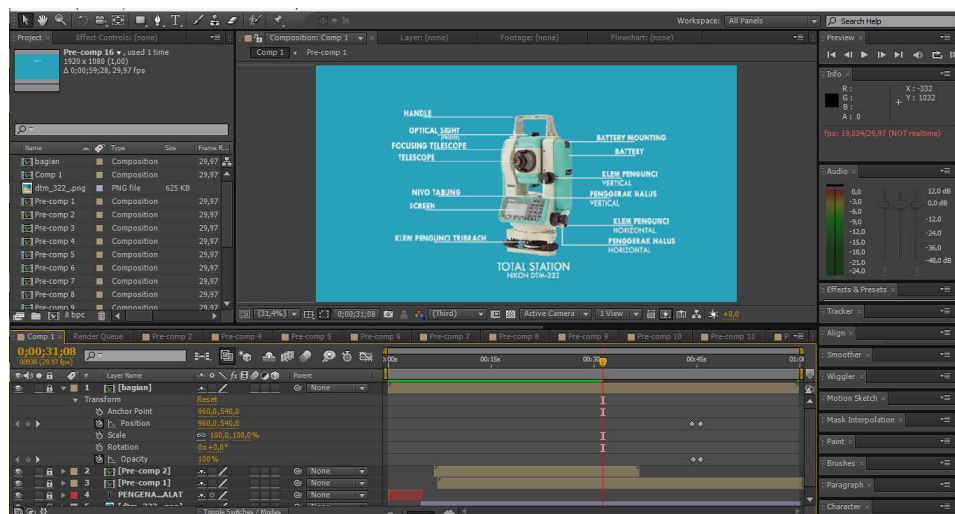 Workspace: All Panels
Search Help
Project
Effect Controls: (none)
Composition: Comp 1
Layer: (none)
Footage: (none)
Flowchart: (none)
Preview
Comp 1
Pre-comp 1
Pre-comp 16 , used 1 time
1920 x 1080 (1,00)
Δ 0;00;59;28, 29,97 fps
Info
R :
G :
B :
A : 0
X : -332
Y : 1032
fps: 19,024/29,97 (NOT realtime)
Name
Type
Size
Frame R...
bagian Composition 29,97
Comp 1 Composition 29,97
dtm_322_.png PNG file 625 KB
Pre-comp 1 Composition 29,97
Pre-comp 2 Composition 29,97
Pre-comp 3 Composition 29,97
Pre-comp 4 Composition 29,97
Pre-comp 5 Composition 29,97
Pre-comp 6 Composition 29,97
Pre-comp 7 Composition 29,97
Pre-comp 8 Composition 29,97
Pre-comp 9 Composition 29,97
8 bpc
HANDLE
OPTICAL SIGHT
FOCUSING TELESCOPE
TELESCOPE
NIVO TABUNG
SCREEN
KLEM PENGUNCI TRIBRACH
BATTERY MOUNTING
BATTERY
KLEM PENGUNCI
VERTICAL
PENGGERAK HALUS
VERTICAL
KLEM PENGUNCI
HORIZONTAL
PENGGERAK HALUS
HORIZONTAL
TOTAL STATION
NIKON DTM-322
(31,4%)
0;00;31;08
(Third)
Active Camera
1 View
+0,0
Audio
0,0
-3,0
-6,0
-9,0
-12,0
-15,0
-18,0
-21,0
-24,0
12,0 dB
0,0 dB
-12,0
-24,0
-36,0
-48,0 dB
Effects & Presets
Tracker
Align
Smoother
Wiggler
Motion Sketch
Mask Interpolation
Paint
Brushes
Paragraph
Character
Comp 1
Render Queue
Pre-comp 2
Pre-comp 4
Pre-comp 5
Pre-comp 6
Pre-comp 7
Pre-comp 8
Pre-comp 9
Pre-comp 10
Pre-comp 11
0;00;31;08
00938 (29.97 fps)
00:15s
00:30s
00:45s
Layer Name
Parent
1 [bagian] None
Transform Reset
Anchor Point 960,0,540,0
Position 960,0,540,0
Scale 100,0,100,0%
Rotation 0x+0,0°
Opacity 100%
2 [Pre-comp 2] None
3 [Pre-comp 1] None
4 T PENGENA...ALAT None
Toggle Switches / Modes